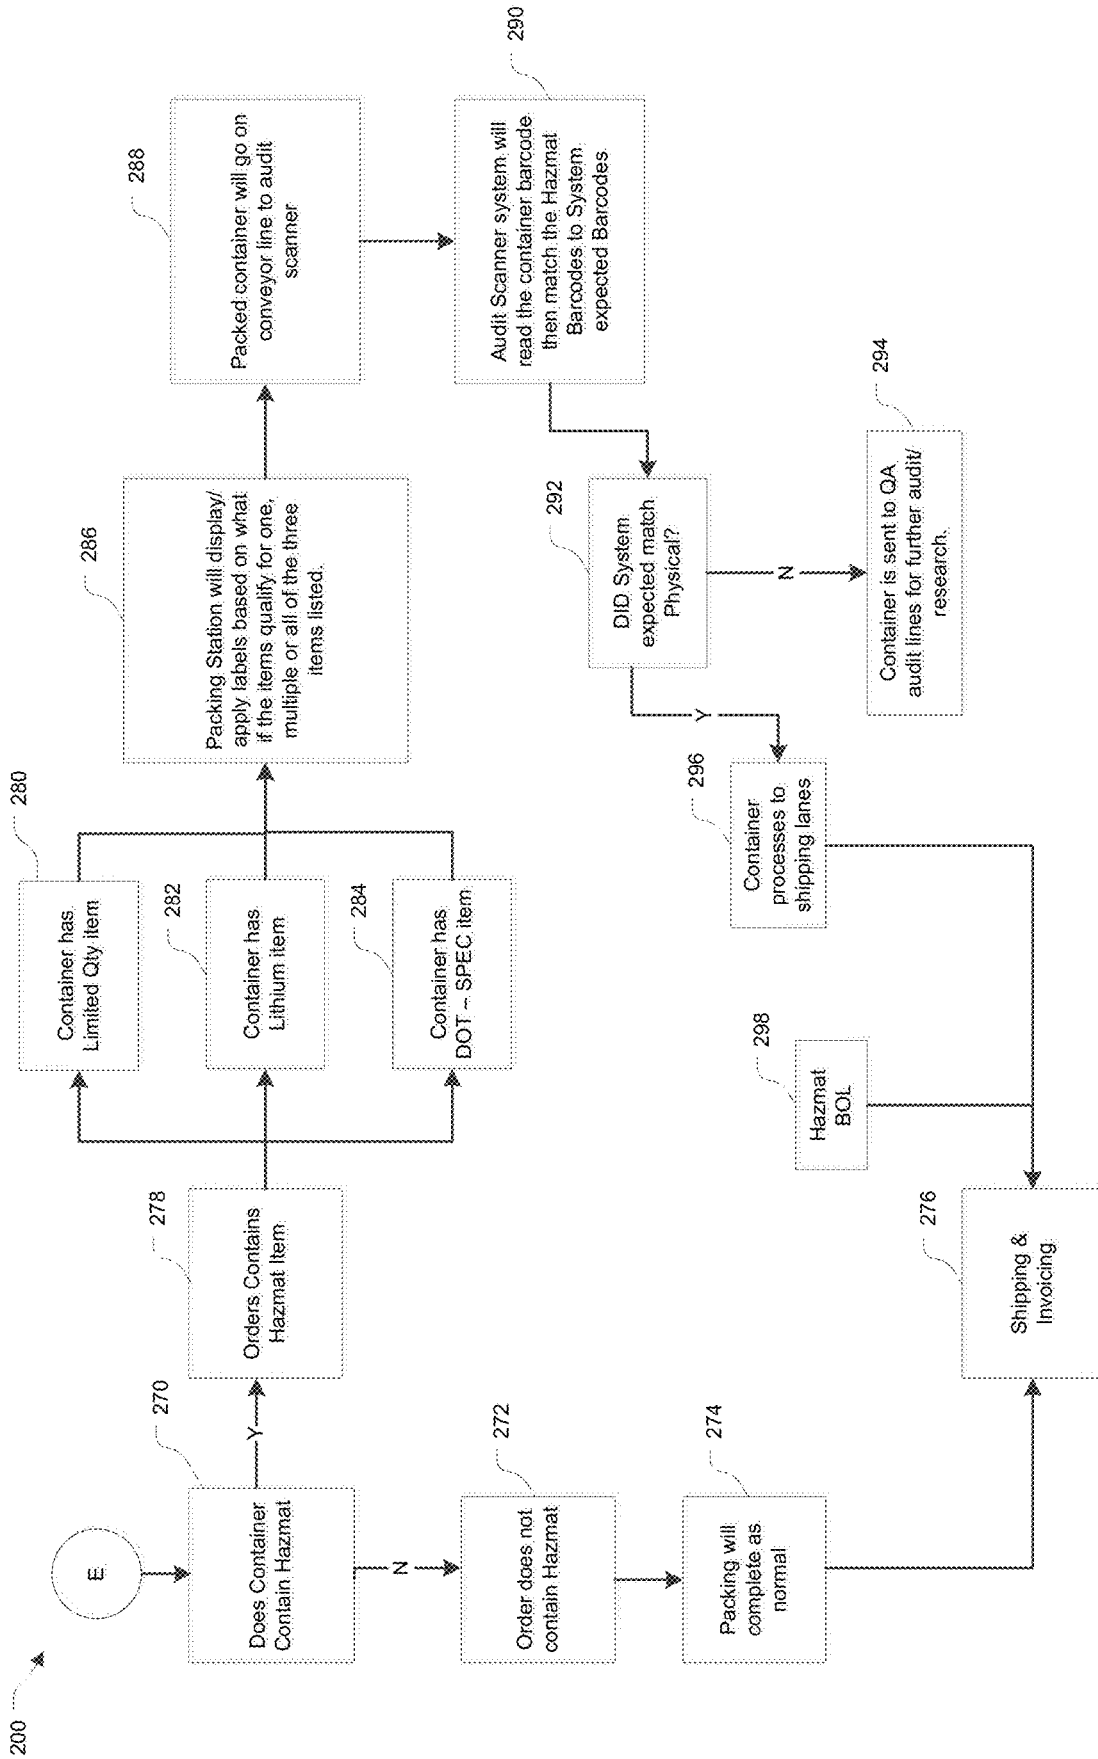 200
E
270
Does Container
Contain Hazmat
Y
N
272
Order does not
contain Hazmat
274
Packing will
complete as
normal
278
Orders Contains
Hazmat Item
280
Container has
Limited Qty item
282
Container has
Lithium item
284
Container has
DOT – SPEC item
286
Packing Station will display/
apply labels based on what
if the items qualify for one,
multiple or all of the three
items listed.
288
Packed container will go on
conveyor line to audit
scanner
290
Audit Scanner system will
read the container barcode
then match the Hazmat
Barcodes to System
expected Barcodes
292
DID System
expected match
Physical?
N
294
Container is sent to QA
audit lines for further audit/
research.
Y
296
Container
processes to
shipping lanes
298
Hazmat
BOL
276
Shipping &
Invoicing